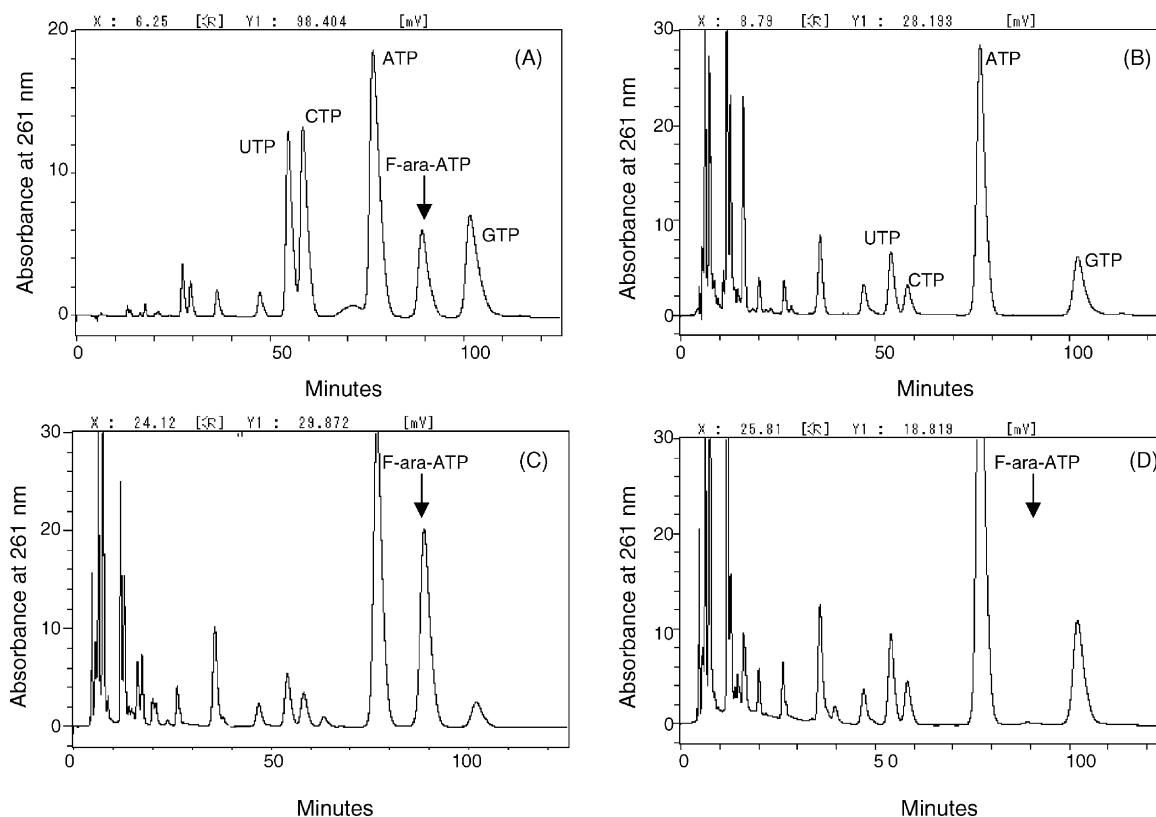 X : 6.25 [分] Y1 : 98.404 [mV]
20
10
0
(A)
ATP
CTP
UTP
F-ara-ATP
GTP
0 50 100
Absorbance at 261 nm
Minutes
X : 8.79 Y1 : 28.193 [mV]
30
20
10
0
(B)
ATP
UTP
CTP
GTP
0 50 100
Absorbance at 261 nm
Minutes
X : 24.12 Y1 : 29.872 [mV]
30
20
10
0
(C)
F-ara-ATP
0 50 100
Absorbance at 261 nm
Minutes
X : 25.81 Y1 : 18.819 [mV]
30
20
10
0
(D)
F-ara-ATP
0 50 100
Absorbance at 261 nm
Minutes